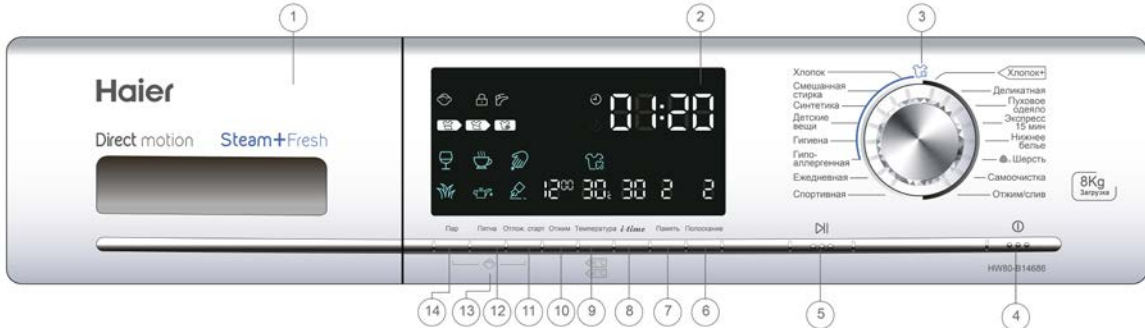 1
2
3
Haier
Direct motion Steam+Fresh
01:20
12⁰⁰ 30c 30 2 2
Пар Пятна Отлож. старт Отжим Температура i-time Память Полоскание
Хлопок
Смешанная
стирка
Синтетика
Детские
вещи
Гигиена
Гипо-
аллергенная
Ежедневная
Спортивная
Хлопок+
Деликатная
Пуховое
одеяло
Экспресс
15 мин
Нижнее
белье
Шерсть
Самоочистка
Отжим/слив
8Kg
Загрузка
HW80-B14686
14 13 12 11 10 9 8 7 6 5 4